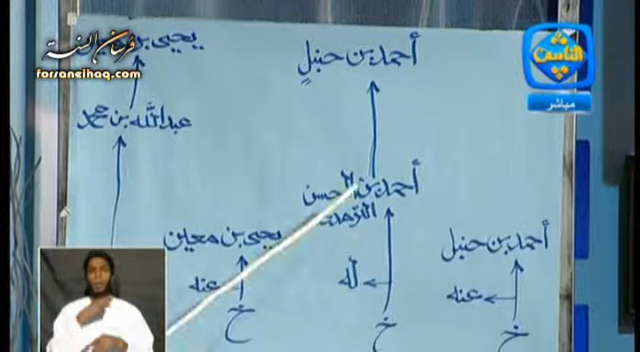 فرسان السنة
forsanelhaq.com
الناس
مباشر
يحيى بن
أحمد بن حنبل
عبدالله بن محمد
أحمد بن الحسن
الترمذى
يحيى بن معين
أحمد بن حنبل
عنه
له
عنه
خ
خ
خ